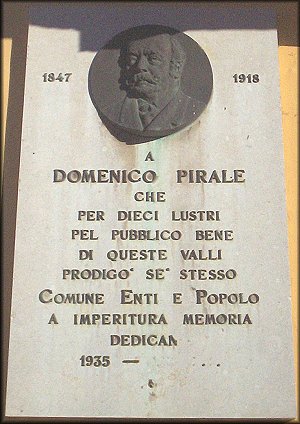 1847 1918
A
DOMENICO PIRALE
CHE
PER DIECI LUSTRI
PEL PUBBLICO BENE
DI QUESTE VALLI
PRODIGO' SE' STESSO
COMUNE ENTI E POPOLO
A IMPERITURA MEMORIA
DEDICAN
1935 — ...